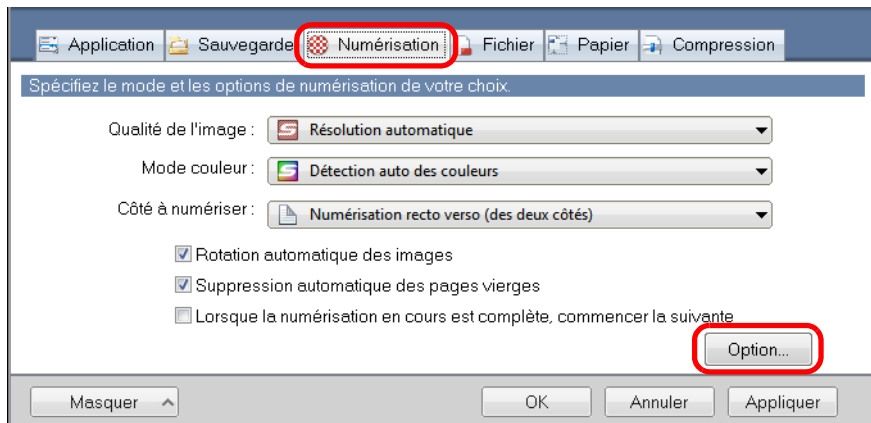 Application Sauvegarde Numérisation Fichier Papier Compression
Spécifiez le mode et les options de numérisation de votre choix.
Qualité de l'image : Résolution automatique
Mode couleur : Détection auto des couleurs
Côté à numériser : Numérisation recto verso (des deux côtés)
Rotation automatique des images
Suppression automatique des pages vierges
Lorsque la numérisation en cours est complète, commencer la suivante
Option...
Masquer OK Annuler Appliquer